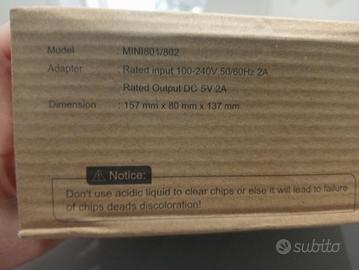 Model : MINI801/802
Adapter : Rated input 100-240V 50/60Hz 2A
Rated Output DC 5V 2A
Dimension : 157 mm x 80 mm x 137 mm
Notice:
Don't use acidic liquid to clear chips or else it will lead to failure
of chips deads discoloration!
subito